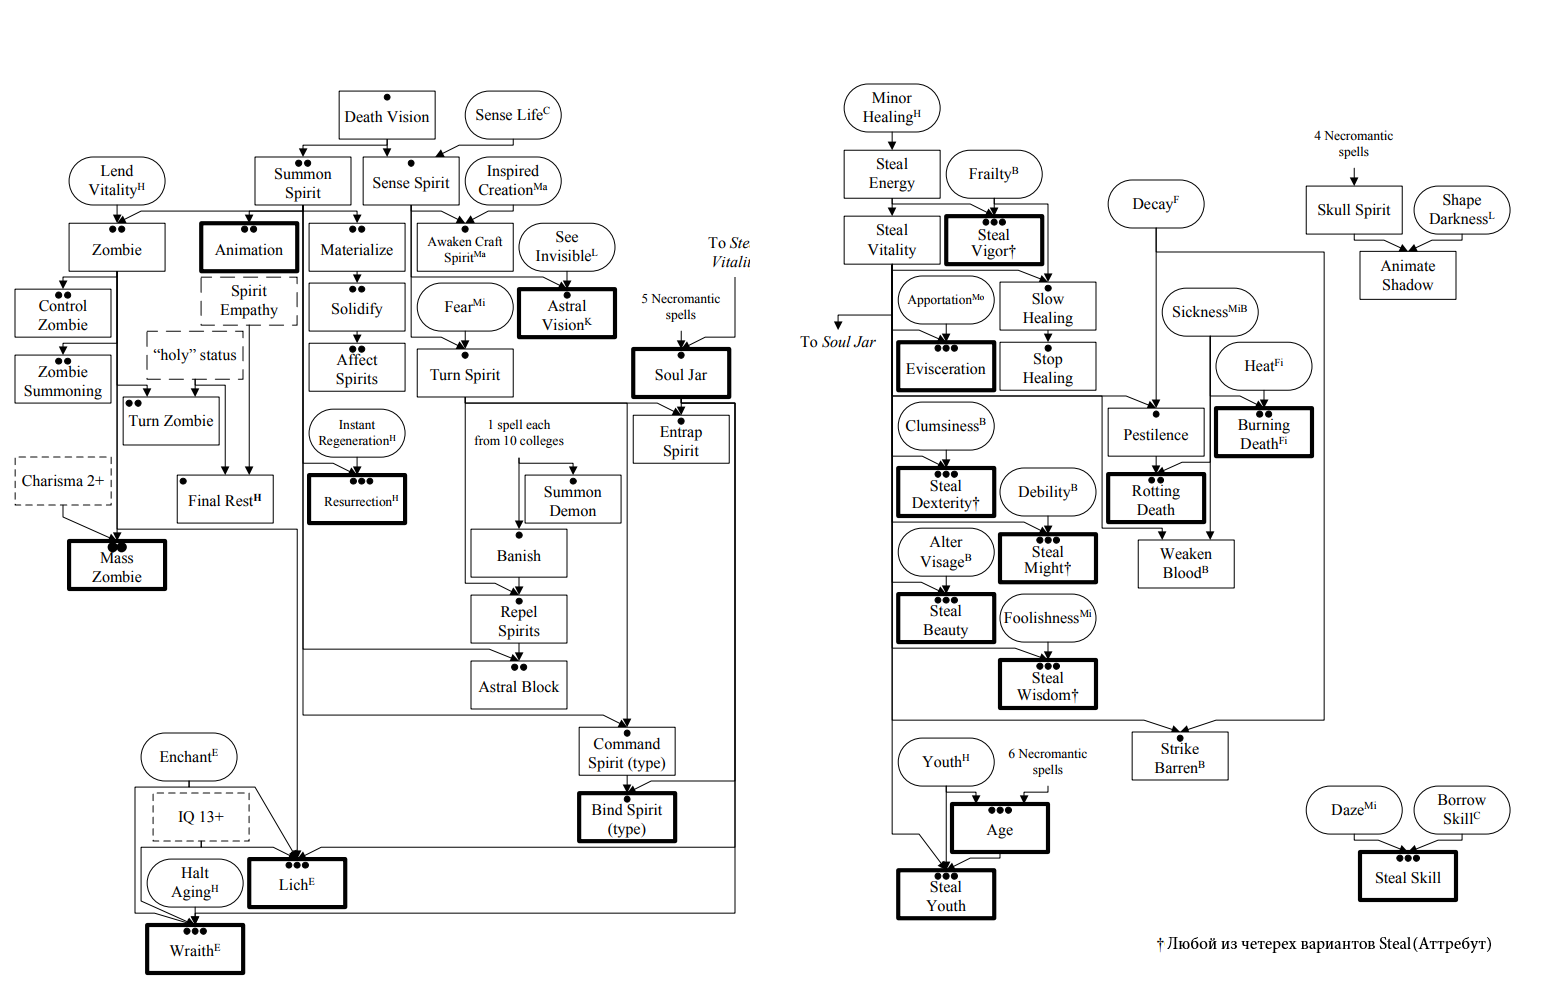 Death Vision
Sense Life^C
Lend
Vitality^H
Summon
Spirit
Sense Spirit
Inspired
Creation^Ma
Zombie
Animation
Materialize
Awaken Craft
Spirit^Ma
See
Invisible^L
To Ste
Vitali
Control
Zombie
Spirit
Empathy
Solidify
Fear^Mi
Astral
Vision^K
5 Necromantic
spells
“holy” status
Zombie
Summoning
Affect
Spirits
Turn Spirit
Soul Jar
Turn Zombie
Instant
Regeneration^H
1 spell each
from 10 colleges
Entrap
Spirit
Charisma 2+
Final Rest^H
Resurrection^H
Summon
Demon
Mass
Zombie
Banish
Repel
Spirits
Astral Block
Enchant^E
Command
Spirit (type)
IQ 13+
Bind Spirit
(type)
Halt
Aging^H
Lich^E
Wraith^E
Minor
Healing^H
4 Necromantic
spells
Steal
Energy
Frailty^B
Decay^F
Skull Spirit
Shape
Darkness^L
Steal
Vitality
Steal
Vigor†
Animate
Shadow
Apportation^Mo
Slow
Healing
Sickness^MiB
To Soul Jar
Evisceration
Stop
Healing
Heat^Fi
Clumsiness^B
Pestilence
Burning
Death^Fi
Steal
Dexterity†
Debility^B
Rotting
Death
Alter
Visage^B
Steal
Might†
Weaken
Blood^B
Steal
Beauty
Foolishness^Mi
Steal
Wisdom†
Youth^H
6 Necromantic
spells
Strike
Barren^B
Age
Daze^Mi
Borrow
Skill^C
Steal
Youth
Steal Skill
† Любой из четерех вариантов Steal (Аттребут)